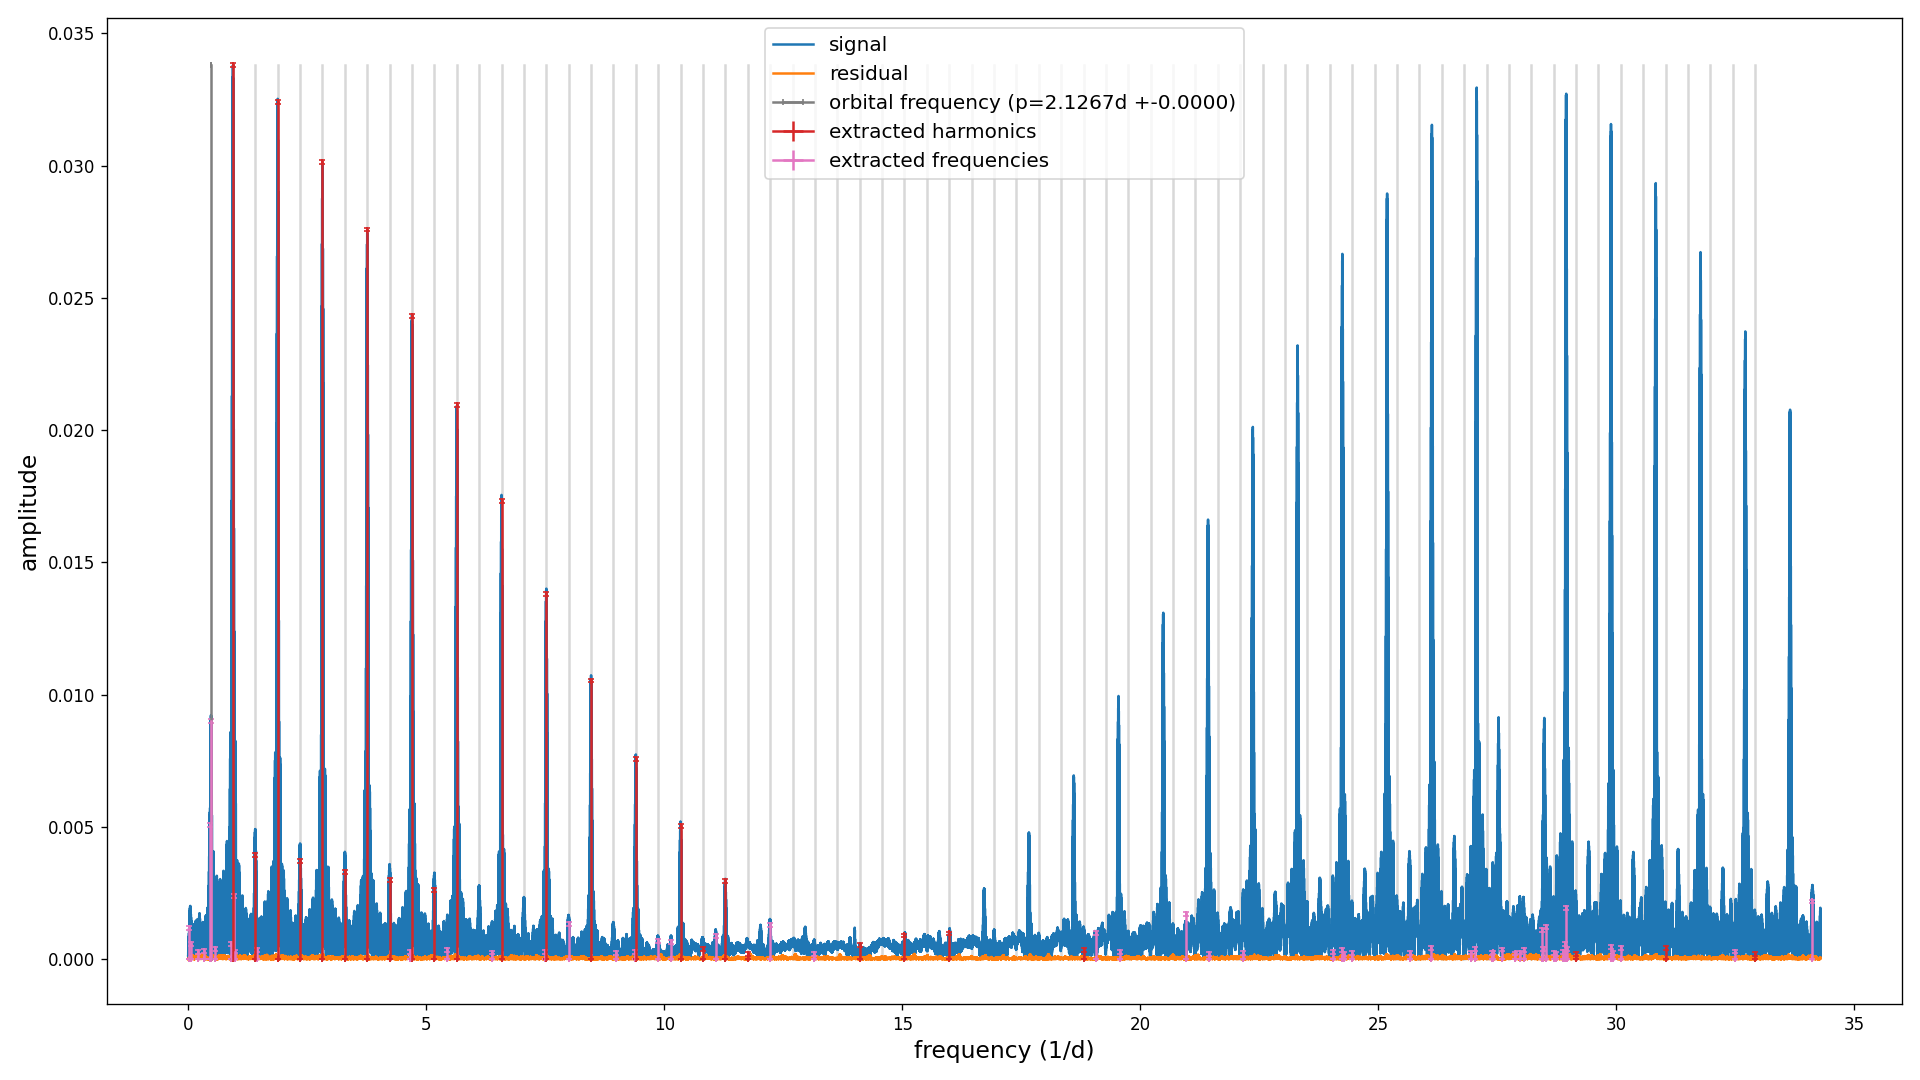 signal
residual
orbital frequency (p=2.1267d +-0.0000)
extracted harmonics
extracted frequencies
0.035
0.030
0.025
0.020
0.015
0.010
0.005
0.000
amplitude
0 5 10 15 20 25 30 35
frequency (1/d)